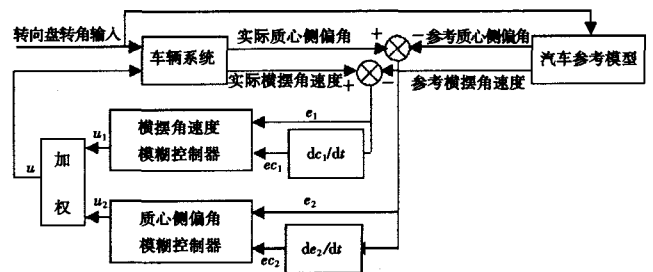 转向盘转角输入
实际质心侧偏角
+
−
参考质心侧偏角
车辆系统
汽车参考模型
实际横摆角速度
+
−
参考横摆角速度
横摆角速度
模糊控制器
u₁
e₁
ec₁
dc₁/dt
u
加
权
u₂
e₂
质心侧偏角
模糊控制器
ec₂
de₂/dt